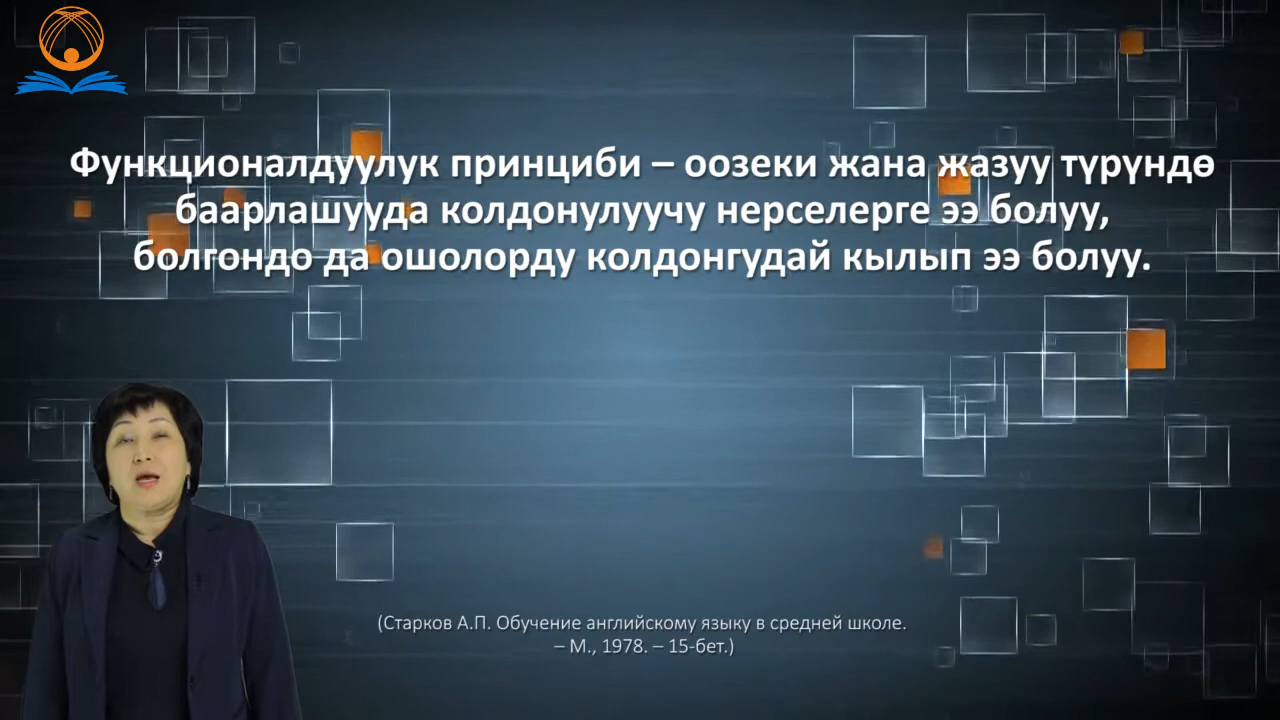 Функционалдуулук принциби – оозеки жана жазуу түрүндө
баарлашууда колдонулуучу нерселерге ээ болуу,
болгондо да ошолорду колдонгудай кылып ээ болуу.
(Старков А.П. Обучение английскому языку в средней школе.
– М., 1978. – 15-бет.)